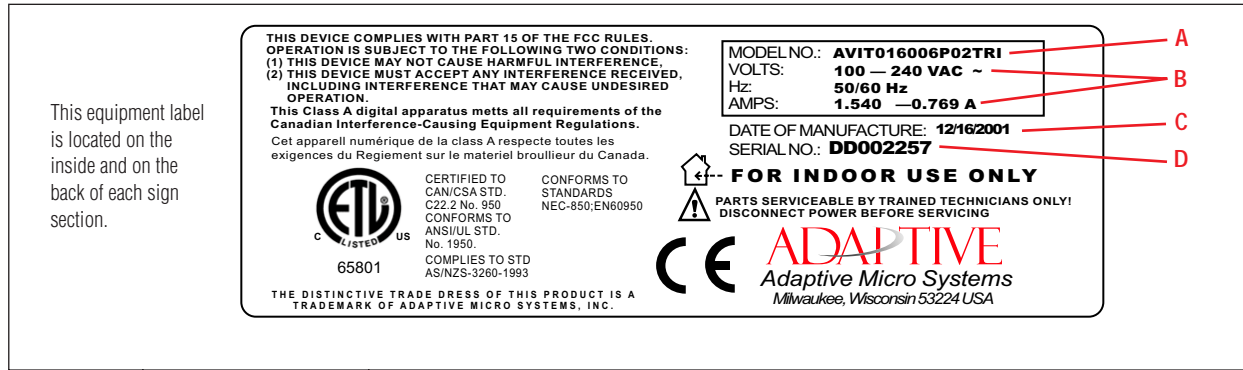 This equipment label
is located on the
inside and on the
back of each sign
section.
THIS DEVICE COMPLIES WITH PART 15 OF THE FCC RULES.
OPERATION IS SUBJECT TO THE FOLLOWING TWO CONDITIONS:
(1) THIS DEVICE MAY NOT CAUSE HARMFUL INTERFERENCE,
(2) THIS DEVICE MUST ACCEPT ANY INTERFERENCE RECEIVED,
INCLUDING INTERFERENCE THAT MAY CAUSE UNDESIRED
OPERATION.
This Class A digital apparatus metts all requirements of the
Canadian Interference-Causing Equipment Regulations.
Cet apparell numérique de la class A respecte toutes les
exigences du Regiement sur le materiel broullieur du Canada.
ETL®
C LISTED US
65801
CERTIFIED TO
CAN/CSA STD.
C22.2 No. 950
CONFORMS TO
ANSI/UL STD.
No. 1950.
COMPLIES TO STD
AS/NZS-3260-1993
CONFORMS TO
STANDARDS
NEC-850;EN60950
THE DISTINCTIVE TRADE DRESS OF THIS PRODUCT IS A
TRADEMARK OF ADAPTIVE MICRO SYSTEMS, INC.
MODEL NO.: AVIT016006P02TRI
VOLTS: 100 — 240 VAC ~
Hz: 50/60 Hz
AMPS: 1.540 —0.769 A
DATE OF MANUFACTURE: 12/16/2001
SERIAL NO.: DD002257
FOR INDOOR USE ONLY
PARTS SERVICEABLE BY TRAINED TECHNICIANS ONLY!
DISCONNECT POWER BEFORE SERVICING
CE
ADAPTIVE
Adaptive Micro Systems
Milwaukee, Wisconsin 53224 USA
A
B
C
D